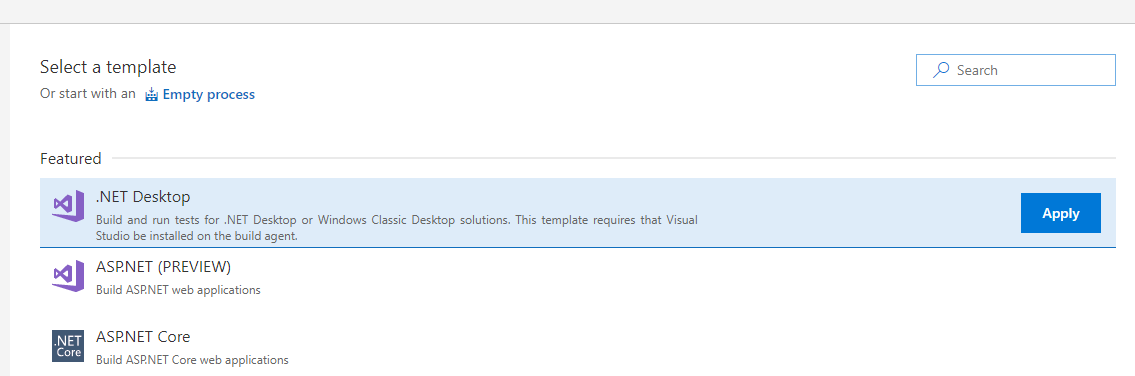 Select a template
Search
Or start with an Empty process
Featured
.NET Desktop
Build and run tests for .NET Desktop or Windows Classic Desktop solutions. This template requires that Visual
Studio be installed on the build agent.
Apply
ASP.NET (PREVIEW)
Build ASP.NET web applications
.NET
Core
ASP.NET Core
Build ASP.NET Core web applications